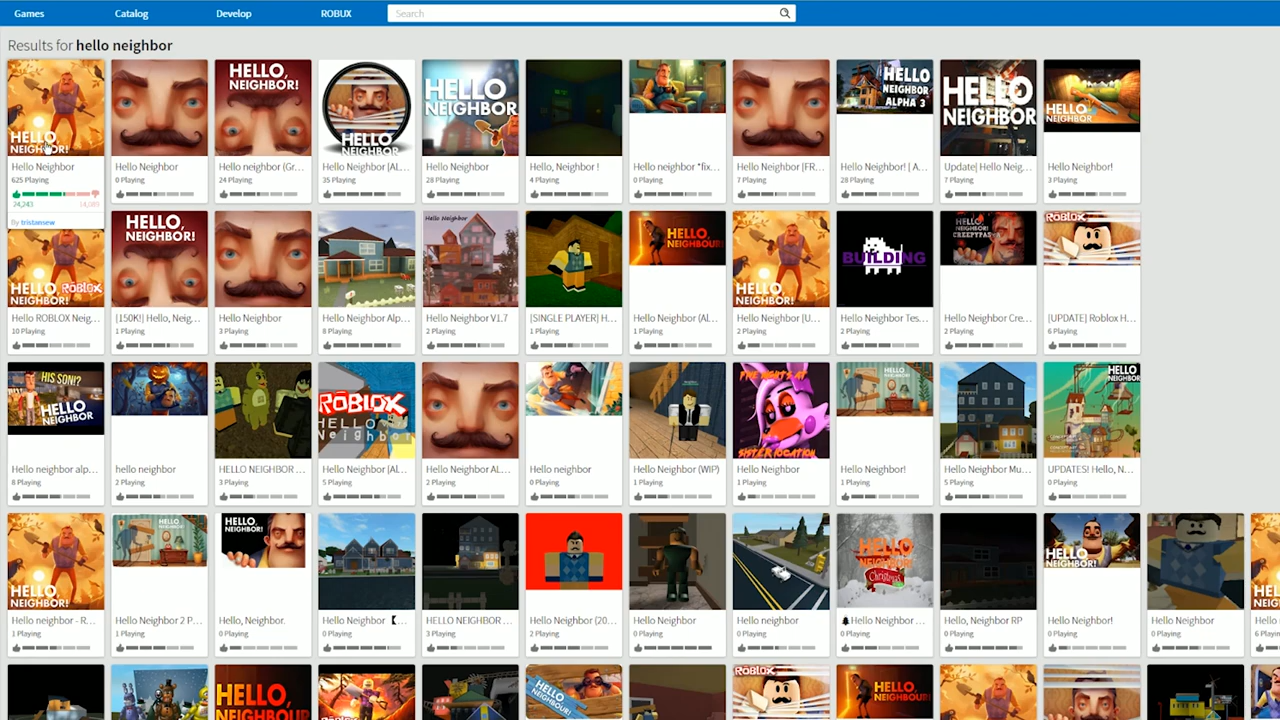 Games Catalog Develop ROBUX Search
Results for hello neighbor
HELLO, NEIGHBOR!
HELLO, NEIGHBOR!
HELLO
HELLO NEIGHBOR
HELLO NEIGHBOR ALPHA 3
HELLO NEIGHBOR
HELLO NEIGHBOR
Hello Neighbor Hello Neighbor Hello neighbor (Gr... Hello Neighbor [AL... Hello Neighbor Hello, Neighbor ! Hello neighbor *fix... Hello Neighbor [FR... Hello Neighbor! | A... Update| Hello Neig... Hello Neighbor!
625 Playing 0 Playing 24 Playing 35 Playing 28 Playing 4 Playing 0 Playing 7 Playing 28 Playing 7 Playing 3 Playing
24,243 14,089
By tristansew
HELLO NEIGHBOR! ROBLOX
HELLO, NEIGHBOR!
Hello Neighbor
HELLO, NEIGHBOUR!
HELLO, NEIGHBOR!
BUILDING
HELLO NEIGHBOR! CREEPYPASTA
ROBLOX
Hello ROBLOX Neig... [150K!] Hello, Neig... Hello Neighbor Hello Neighbor Alp... Hello Neighbor V1.7 [SINGLE PLAYER] H... Hello Neighbor (AL... Hello Neighbor [U... Hello Neighbor Tes... Hello Neighbor Cre... [UPDATE] Roblox H...
10 Playing 1 Playing 3 Playing 8 Playing 2 Playing 1 Playing 1 Playing 2 Playing 2 Playing 2 Playing 6 Playing
HIS SON!? HELLO NEIGHBOR
ROBLOX HELLO Neighbor
FIVE NIGHTS AT SISTER LOCATION
HELLO NEIGHBOR
HELLO NEIGHBOR
Hello neighbor alp... hello neighbor HELLO NEIGHBOR ... Hello Neighbor [AL... Hello Neighbor AL... Hello neighbor Hello Neighbor (WIP) Hello Neighbor Hello Neighbor! Hello Neighbor Mu... UPDATES! Hello, N...
8 Playing 2 Playing 3 Playing 5 Playing 2 Playing 0 Playing 1 Playing 1 Playing 1 Playing 5 Playing 0 Playing
HELLO, NEIGHBOR!
HELLO NEIGHBOR
HELLO, NEIGHBOR!
HELLO NEIGHBOR Christmas
HELLO, NEIGHBOR!
Hello neighbor - R... Hello Neighbor 2 P... Hello, Neighbor. Hello Neighbor HELLO NEIGHBOR ... Hello Neighbor [20... Hello Neighbor Hello neighbor Hello Neighbor ... Hello, Neighbor RP Hello Neighbor! Hello Neighbor Hello Neig
1 Playing 1 Playing 0 Playing 0 Playing 3 Playing 2 Playing 0 Playing 0 Playing 0 Playing 0 Playing 0 Playing 0 Playing 6 Play
HELLO, NEIGHBOUR
HELLO NEIGHBOR!
ROBLOX
HELLO, NEIGHBOUR!